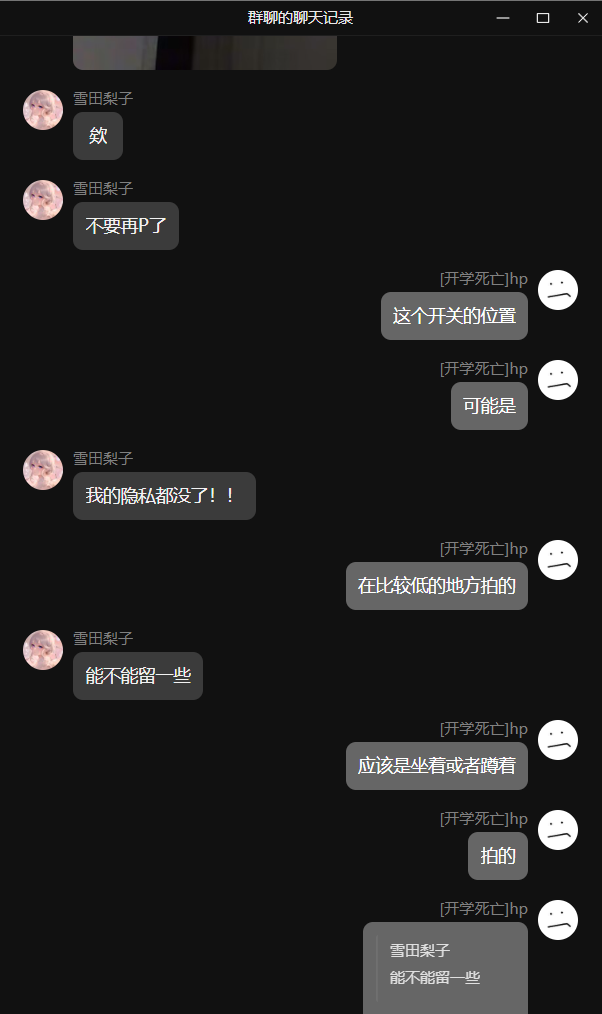 群聊的聊天记录
雪田梨子
欸
雪田梨子
不要再P了
[开学死亡]hp
这个开关的位置
[开学死亡]hp
可能是
雪田梨子
我的隐私都没了！！
[开学死亡]hp
在比较低的地方拍的
雪田梨子
能不能留一些
[开学死亡]hp
应该是坐着或者蹲着
[开学死亡]hp
拍的
[开学死亡]hp
雪田梨子
能不能留一些